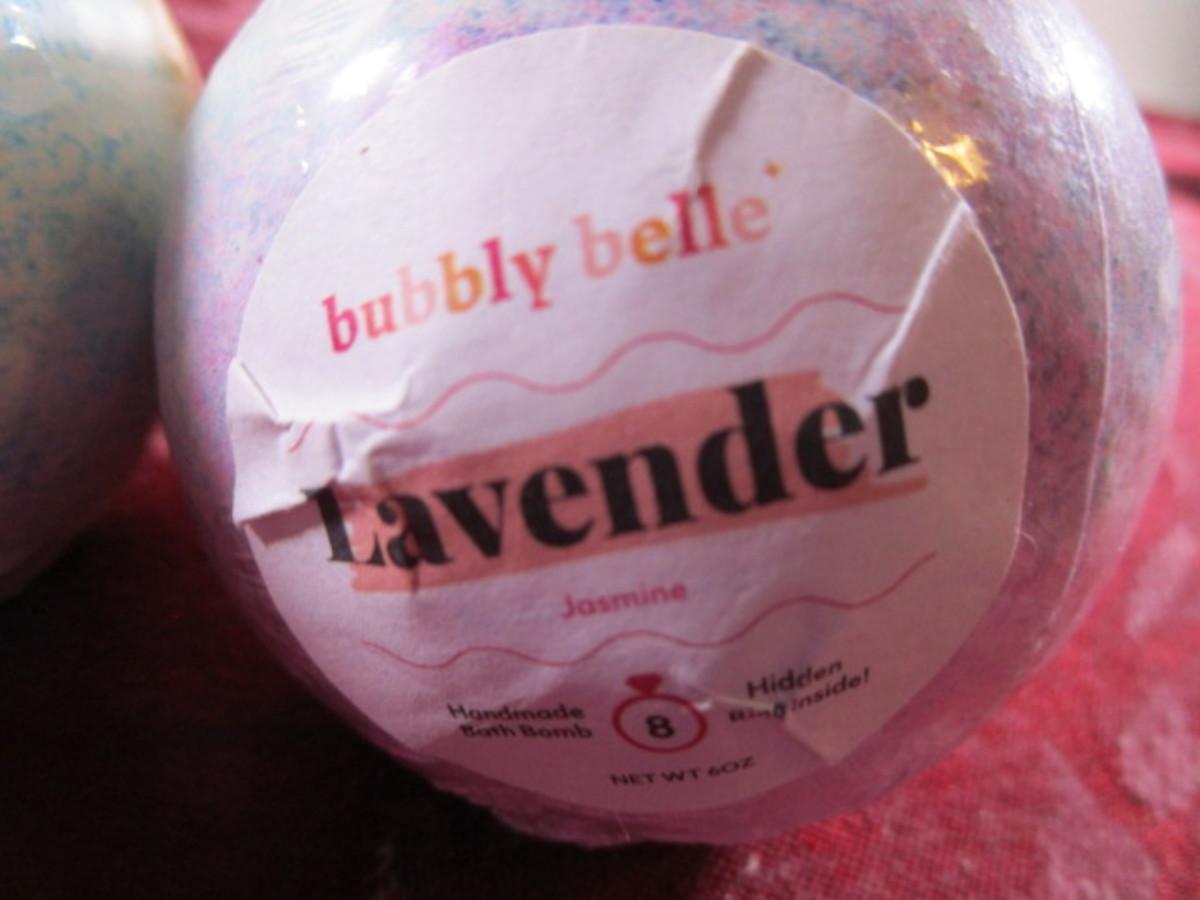 bubbly belle
Lavender
Jasmine
Handmade
Bath Bomb
8
Hidden
Ring inside!
NET WT 6OZ